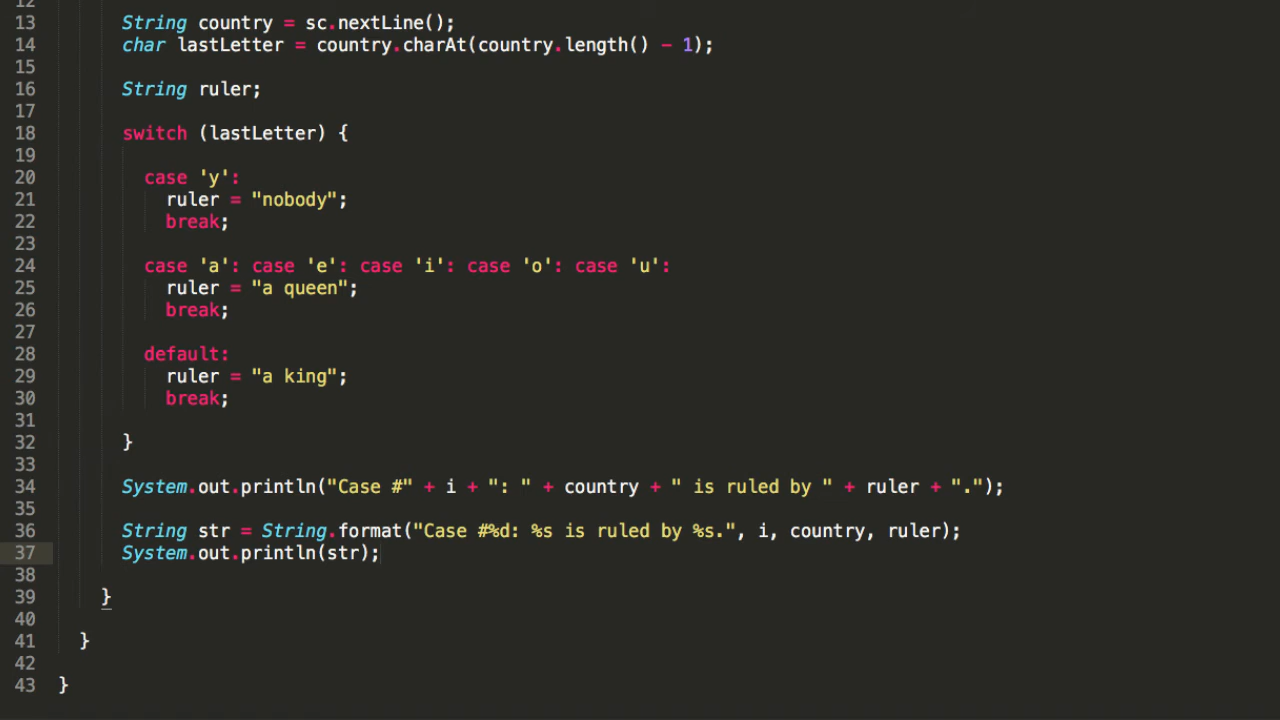 12
13 String country = sc.nextLine();
14 char lastLetter = country.charAt(country.length() - 1);
15
16 String ruler;
17
18 switch (lastLetter) {
19
20 case 'y':
21 ruler = "nobody";
22 break;
23
24 case 'a': case 'e': case 'i': case 'o': case 'u':
25 ruler = "a queen";
26 break;
27
28 default:
29 ruler = "a king";
30 break;
31
32 }
33
34 System.out.println("Case #" + i + ": " + country + " is ruled by " + ruler + ".");
35
36 String str = String.format("Case #%d: %s is ruled by %s.", i, country, ruler);
37 System.out.println(str);
38
39 }
40
41 }
42
43 }